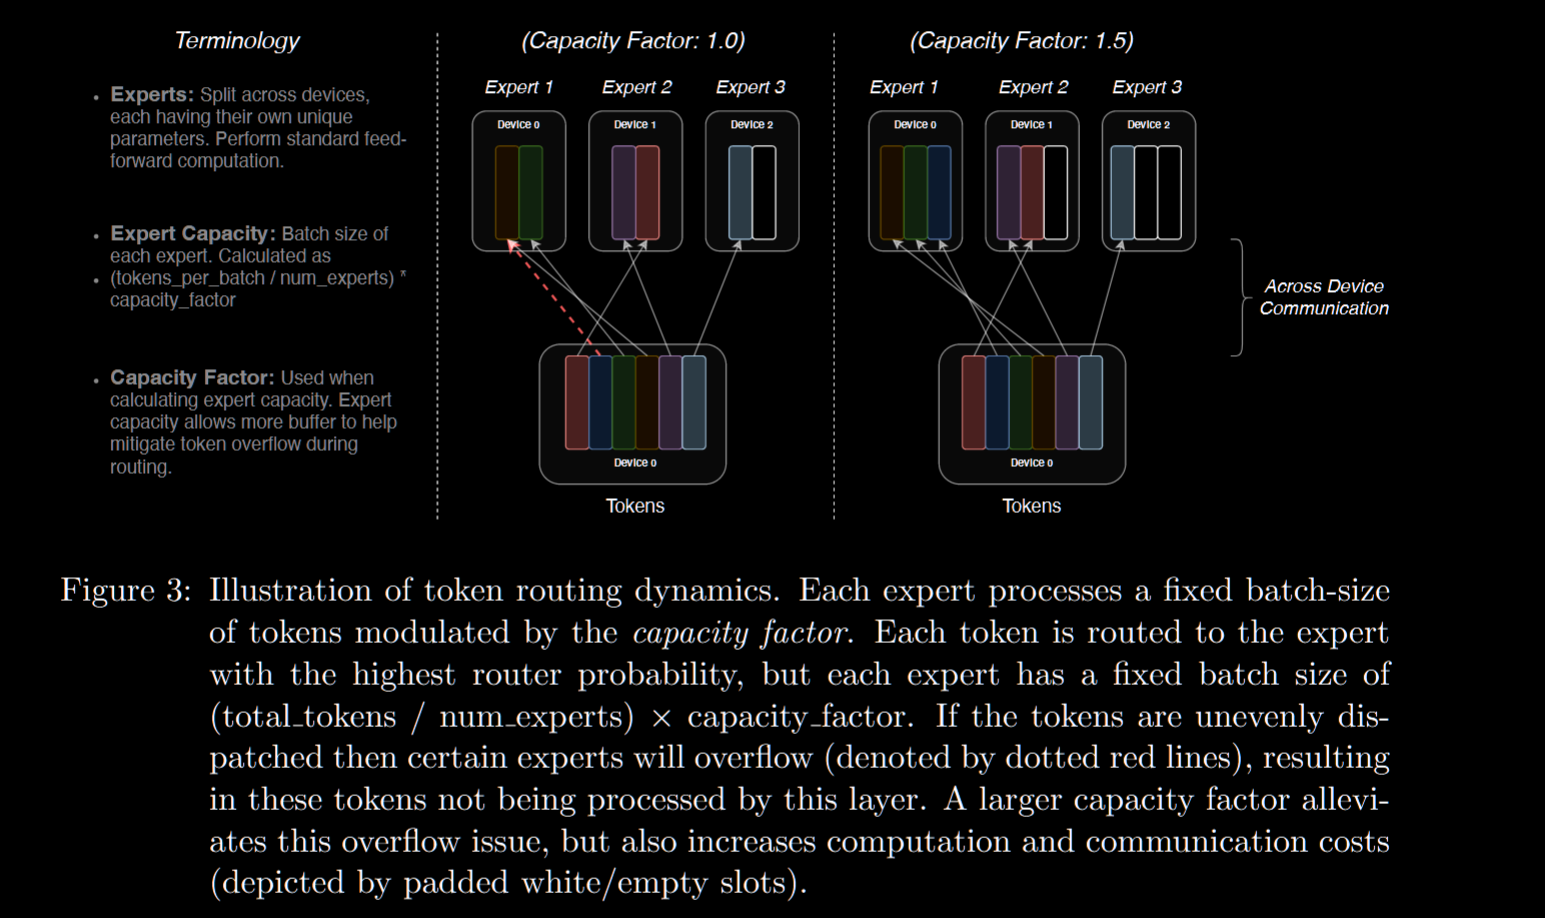 Terminology
• Experts: Split across devices,
each having their own unique
parameters. Perform standard feed-
forward computation.
• Expert Capacity: Batch size of
each expert. Calculated as
• (tokens_per_batch / num_experts) *
capacity_factor
• Capacity Factor: Used when
calculating expert capacity. Expert
capacity allows more buffer to help
mitigate token overflow during
routing.
(Capacity Factor: 1.0)
Expert 1 Expert 2 Expert 3
Device 0 Device 1 Device 2
Device 0
Tokens
(Capacity Factor: 1.5)
Expert 1 Expert 2 Expert 3
Device 0 Device 1 Device 2
Device 0
Tokens
Across Device
Communication
Figure 3: Illustration of token routing dynamics. Each expert processes a fixed batch-size
of tokens modulated by the capacity factor. Each token is routed to the expert
with the highest router probability, but each expert has a fixed batch size of
(total_tokens / num_experts) × capacity_factor. If the tokens are unevenly dis-
patched then certain experts will overflow (denoted by dotted red lines), resulting
in these tokens not being processed by this layer. A larger capacity factor allevi-
ates this overflow issue, but also increases computation and communication costs
(depicted by padded white/empty slots).